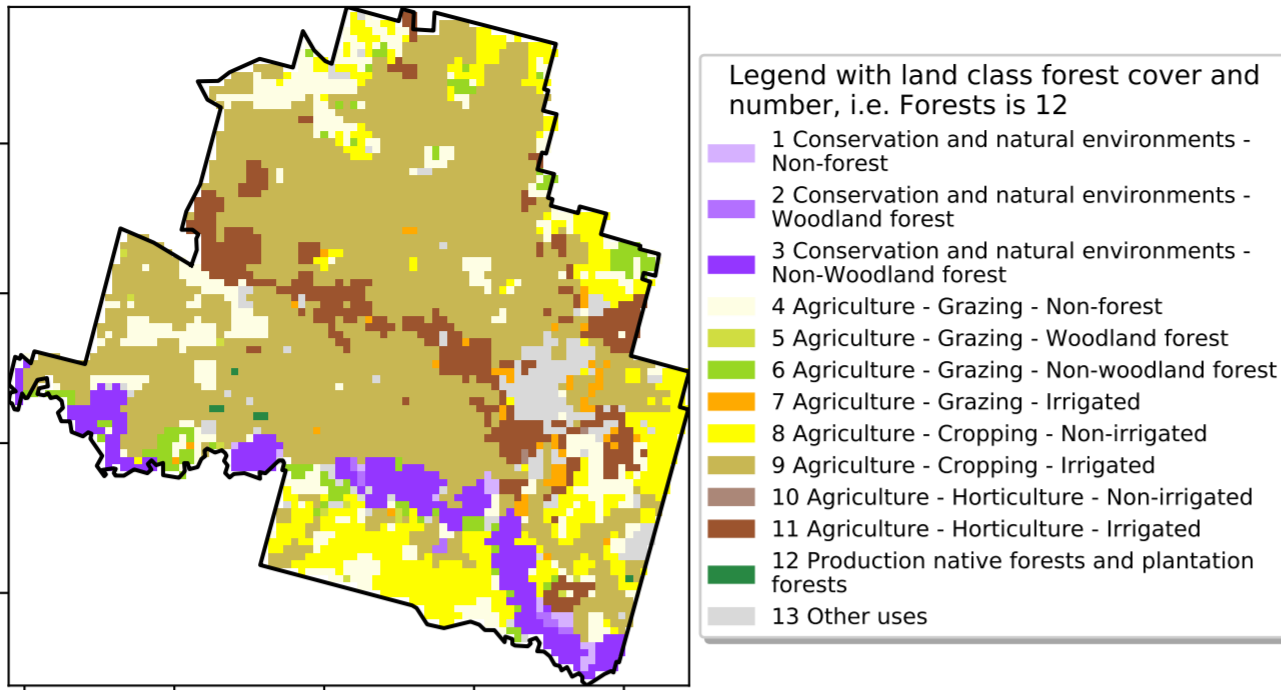 Legend with land class forest cover and
number, i.e. Forests is 12
1 Conservation and natural environments -
Non-forest
2 Conservation and natural environments -
Woodland forest
3 Conservation and natural environments -
Non-Woodland forest
4 Agriculture - Grazing - Non-forest
5 Agriculture - Grazing - Woodland forest
6 Agriculture - Grazing - Non-woodland forest
7 Agriculture - Grazing - Irrigated
8 Agriculture - Cropping - Non-irrigated
9 Agriculture - Cropping - Irrigated
10 Agriculture - Horticulture - Non-irrigated
11 Agriculture - Horticulture - Irrigated
12 Production native forests and plantation
forests
13 Other uses